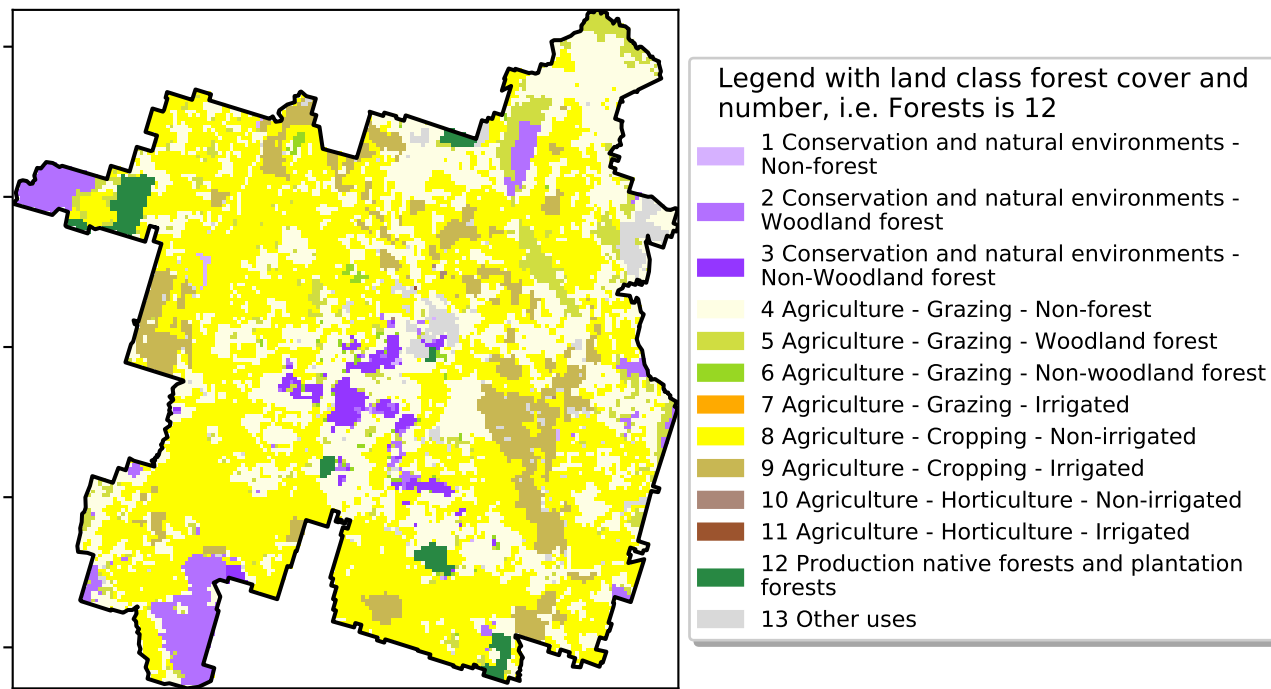 Legend with land class forest cover and
number, i.e. Forests is 12
1 Conservation and natural environments -
Non-forest
2 Conservation and natural environments -
Woodland forest
3 Conservation and natural environments -
Non-Woodland forest
4 Agriculture - Grazing - Non-forest
5 Agriculture - Grazing - Woodland forest
6 Agriculture - Grazing - Non-woodland forest
7 Agriculture - Grazing - Irrigated
8 Agriculture - Cropping - Non-irrigated
9 Agriculture - Cropping - Irrigated
10 Agriculture - Horticulture - Non-irrigated
11 Agriculture - Horticulture - Irrigated
12 Production native forests and plantation
forests
13 Other uses